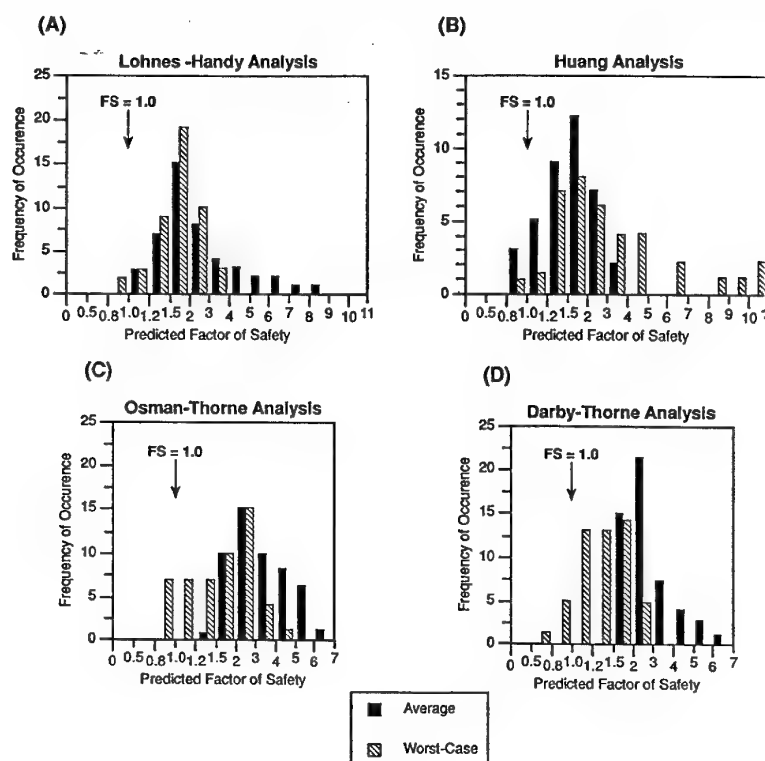 (A)
Lohnes -Handy Analysis
25
20
15
10
5
0
Frequency of Occurence
FS = 1.0
0 0.5 0.8 1.0 1.2 1.5 2 3 4 5 6 7 8 9 10 11
Predicted Factor of Safety
(B)
Huang Analysis
15
10
5
0
Frequency of Occurence
FS = 1.0
0 0.5 0.8 1.0 1.2 1.5 2 3 4 5 6 7 8 9 10
Predicted Factor of Safety
(C)
Osman-Thorne Analysis
25
20
15
10
5
0
Frequency of Occurence
FS = 1.0
0 0.5 0.8 1.0 1.2 1.5 2 3 4 5 6 7
Predicted Factor of Safety
(D)
Darby-Thorne Analysis
25
20
15
10
5
0
Frequency of Occurence
FS = 1.0
0 0.5 0.8 1.0 1.2 1.5 2 3 4 5 6 7
Predicted Factor of Safety
Average
Worst-Case